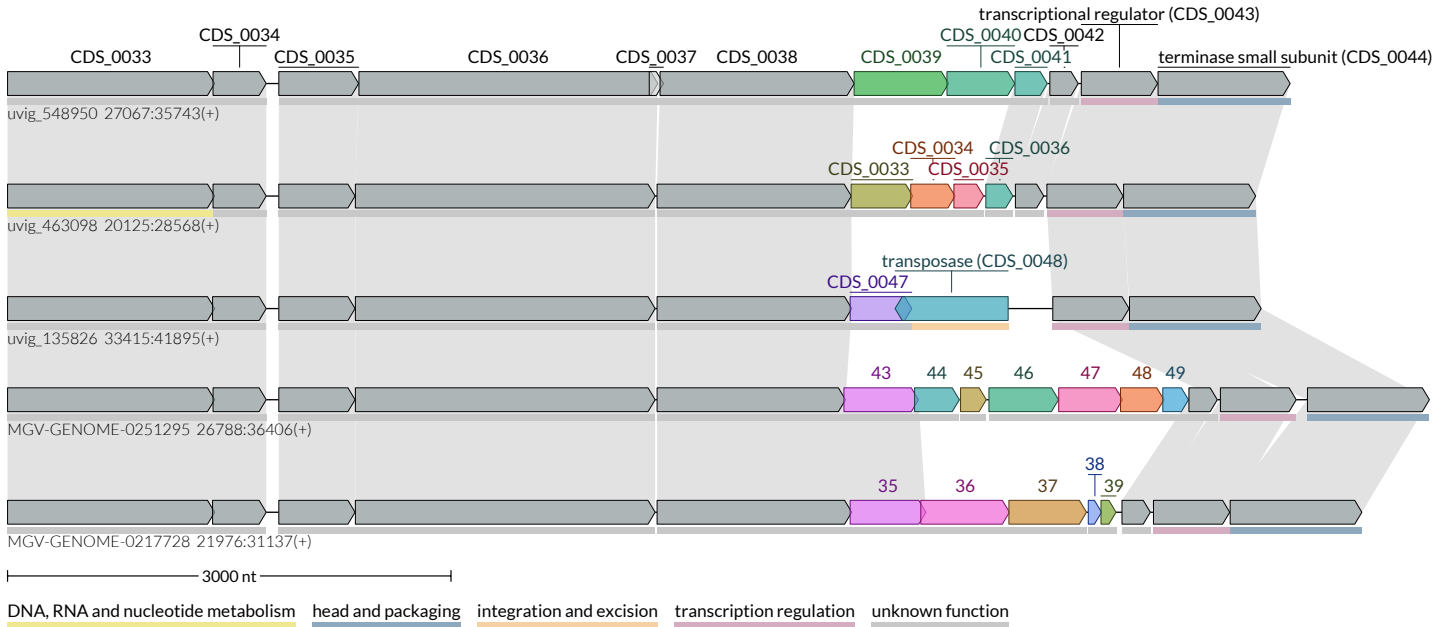 transcriptional regulator (CDS_0043)
CDS_0034 CDS_0040 CDS_0042
CDS_0033 CDS_0035 CDS_0036 CDS_0037 CDS_0038 CDS_0039 CDS_0041 terminase small subunit (CDS_0044)
uvig_548950 27067:35743(+)
CDS_0034 CDS_0036
CDS_0033 CDS_0035
uvig_463098 20125:28568(+)
transposase (CDS_0048)
CDS_0047
uvig_135826 33415:41895(+)
43 44 45 46 47 48 49
MGV-GENOME-0251295 26788:36406(+)
38
35 36 37 39
MGV-GENOME-0217728 21976:31137(+)
3000 nt
DNA, RNA and nucleotide metabolism head and packaging integration and excision transcription regulation unknown function